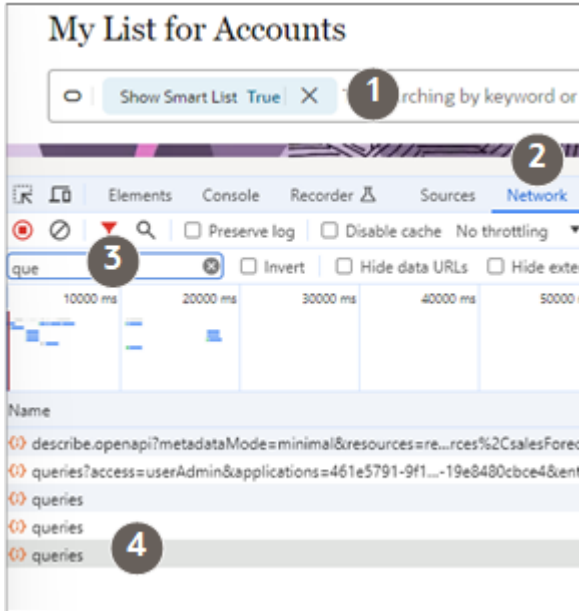 My List for Accounts
Show Smart List True × 1 rching by keyword or
2
Elements Console Recorder Sources Network
Preserve log Disable cache No throttling
3
que Invert Hide data URLs Hide exte
10000 ms 20000 ms 30000 ms 40000 ms 50000
Name
describe.openapi?metadataMode=minimal&resources=re...rces%2CsalesForec
queries?access=userAdmin&applications=461e5791-9f1...-19e8480cbce4&ent
queries
queries
queries 4